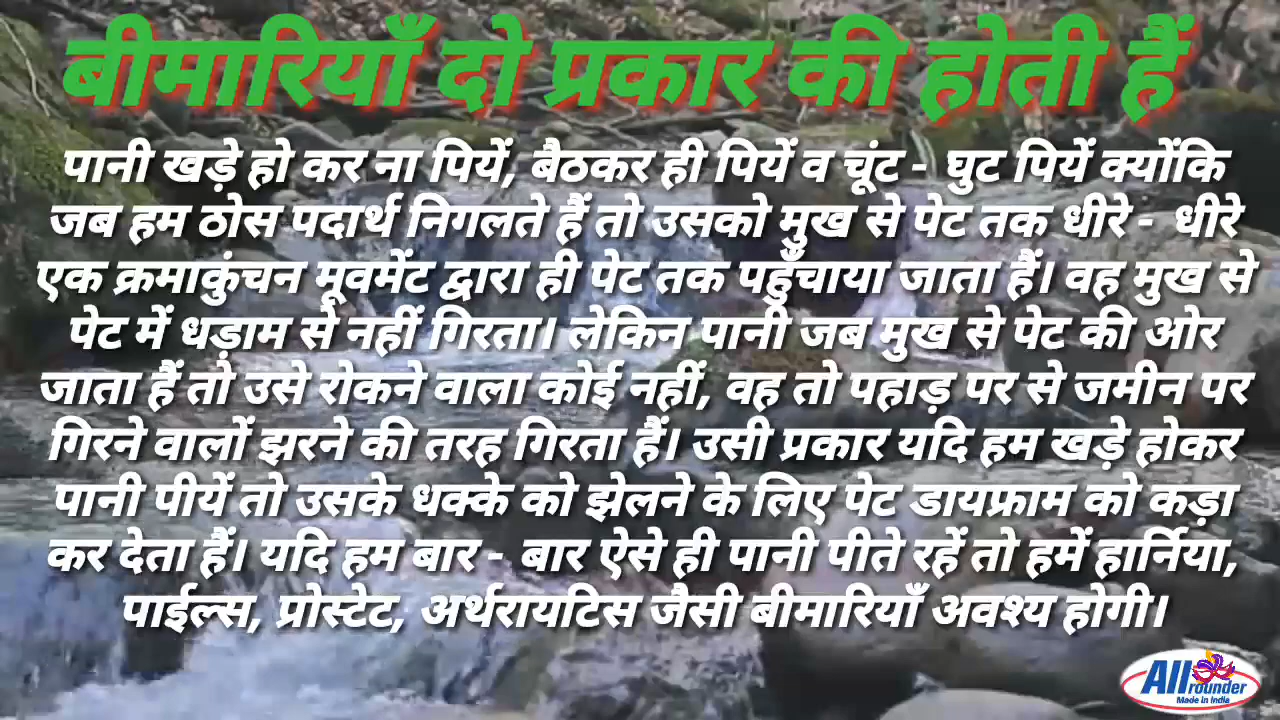 बीमारियाँ दो प्रकार की होती हैं
पानी खड़े हो कर ना पियें, बैठकर ही पियें व चूंट - घुट पियें क्योंकि
जब हम ठोस पदार्थ निगलते हैं तो उसको मुख से पेट तक धीरे - धीरे
एक क्रमाकुंचन मूवमेंट द्वारा ही पेट तक पहुँचाया जाता हैं। वह मुख से
पेट में धड़ाम से नहीं गिरता। लेकिन पानी जब मुख से पेट की ओर
जाता हैं तो उसे रोकने वाला कोई नहीं, वह तो पहाड़ पर से जमीन पर
गिरने वालों झरने की तरह गिरता हैं। उसी प्रकार यदि हम खड़े होकर
पानी पीयें तो उसके धक्के को झेलने के लिए पेट डायफ्राम को कड़ा
कर देता हैं। यदि हम बार - बार ऐसे ही पानी पीते रहें तो हमें हार्निया,
पाईल्स, प्रोस्टेट, अर्थरायटिस जैसी बीमारियाँ अवश्य होगी।
All rounder
Made in India